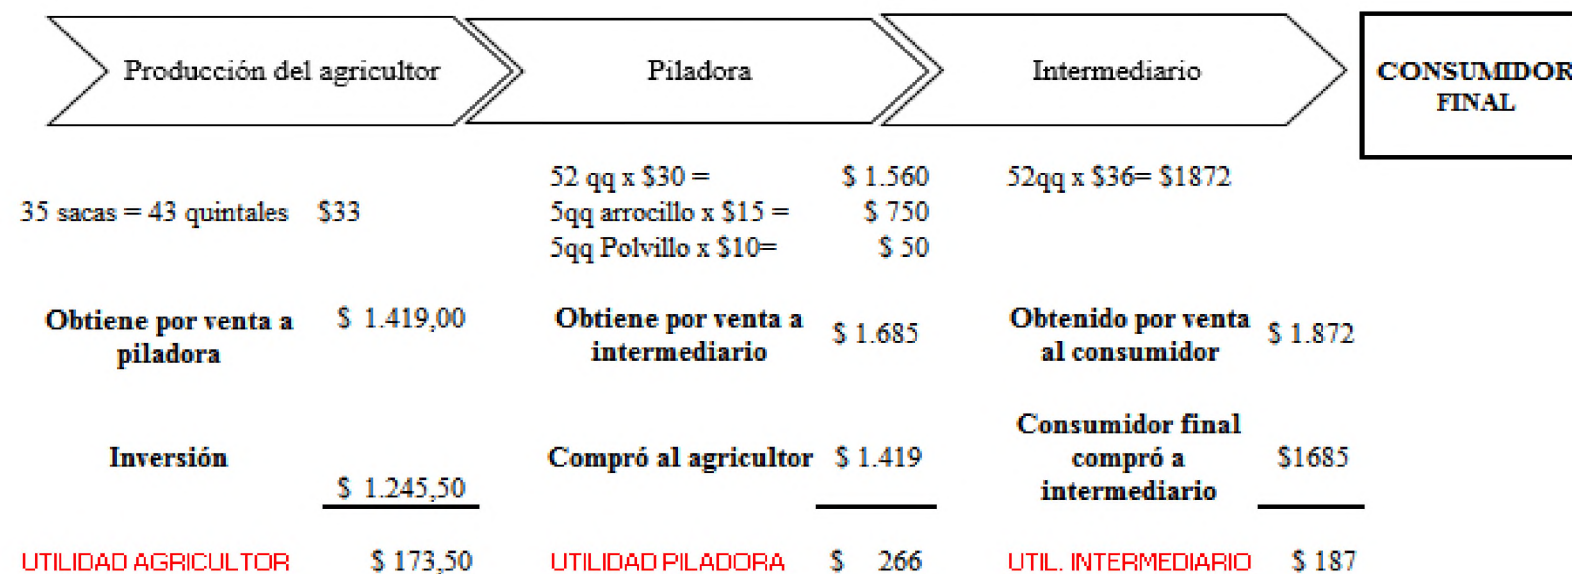 Producción del agricultor
Piladora
Intermediario
CONSUMIDOR
FINAL
35 sacas = 43 quintales $33
52 qq x $30 = $ 1.560
5qq arrocillo x $15 = $ 750
5qq Polvillo x $10= $ 50
52qq x $36= $1872
Obtiene por venta a
piladora
$ 1.419,00
Obtiene por venta a
intermediario
$ 1.685
Obtenido por venta
al consumidor
$ 1.872
Inversión
$ 1.245,50
Compró al agricultor $ 1.419
Consumidor final
compró a
intermediario
$1685
UTILIDAD AGRICULTOR $ 173,50
UTILIDAD PILADORA $ 266
UTIL. INTERMEDIARIO $ 187